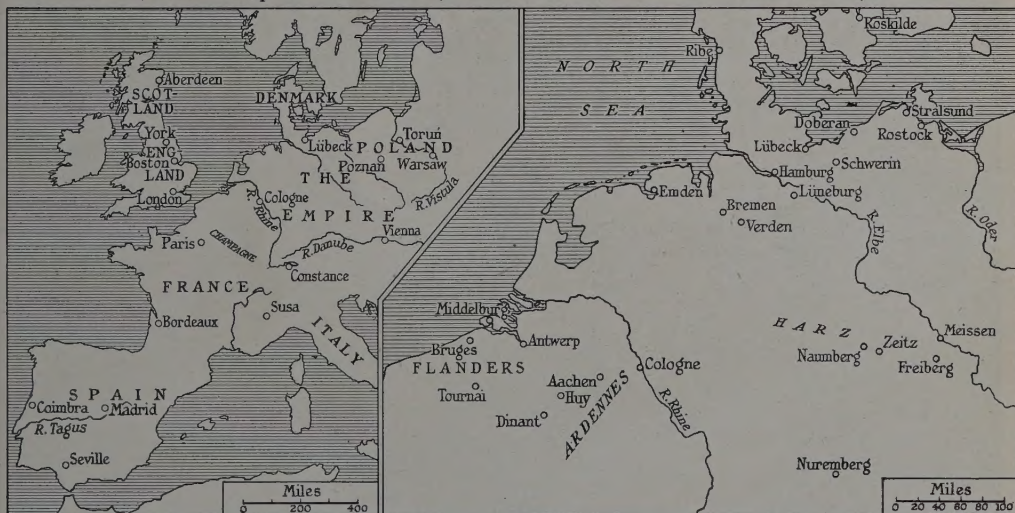 Aberdeen
SCOT-
LAND
York
ENG
Boston
LAND
London
DENMARK
Lübeck
Toruń
POLAND
Poznań
Warsaw
THE
R. Vistula
Cologne
R. Rhine
EMPIRE
Paris
CHAMPAGNE
R. Danube
Vienna
Constance
FRANCE
Susa
ITALY
Bordeaux
SPAIN
Coimbra
Madrid
R. Tagus
Seville
Miles
0 200 400
Roskilde
Ribe
NORTH
SEA
Stralsund
Doberan
Rostock
Lübeck
Schwerin
Hamburg
Emden
Lüneburg
Bremen
Verden
R. Elbe
R. Oder
Middelburg
HARZ
Meissen
Bruges
Antwerp
Naumberg
Zeitz
Freiberg
FLANDERS
Cologne
Aachen
Tournai
Huy
ARDENNES
Dinant
R. Rhine
Nuremberg
Miles
0 20 40 60 80 100